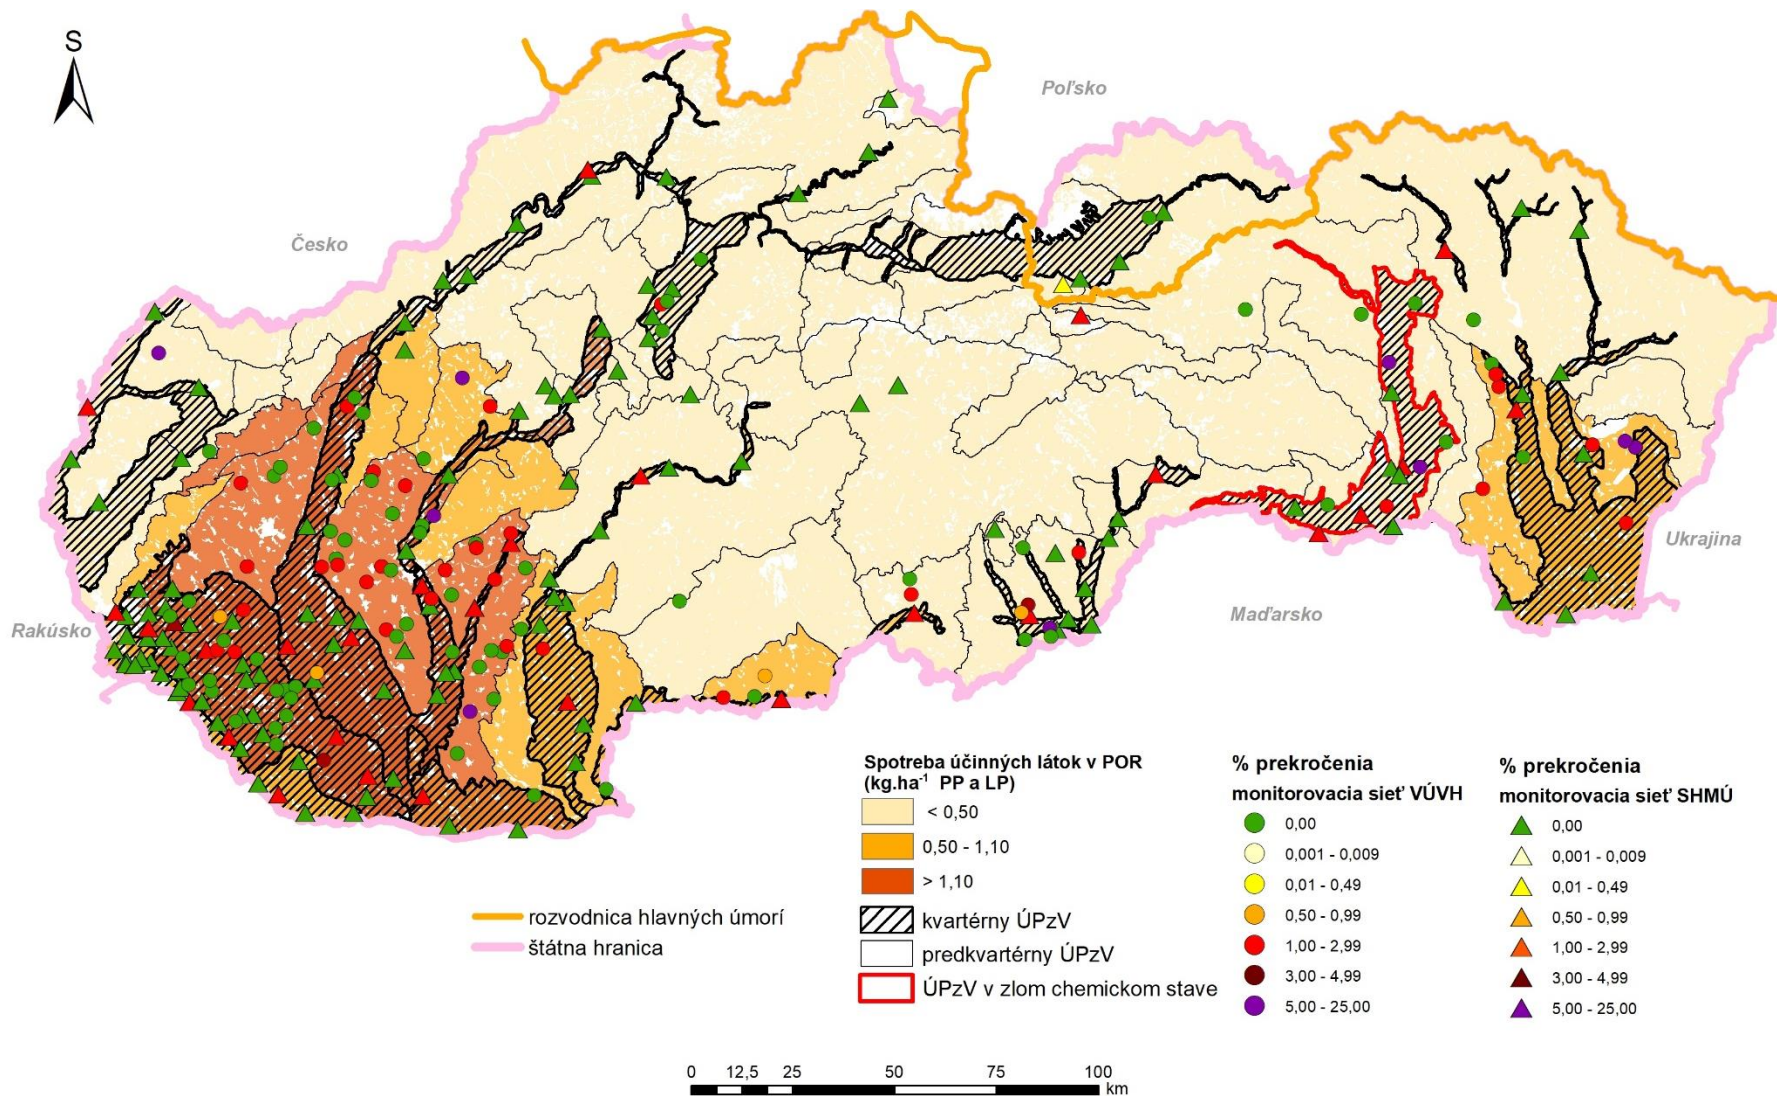 S
Poľsko
Česko
Rakúsko
Ukrajina
Maďarsko
Spotreba účinných látok v POR
(kg.ha⁻¹ PP a LP)
< 0,50
0,50 - 1,10
> 1,10
kvartérny ÚPzV
predkvartérny ÚPzV
ÚPzV v zlom chemickom stave
rozvodnica hlavných úmorí
štátna hranica
% prekročenia
monitorovacia sieť VÚVH
0,00
0,001 - 0,009
0,01 - 0,49
0,50 - 0,99
1,00 - 2,99
3,00 - 4,99
5,00 - 25,00
% prekročenia
monitorovacia sieť SHMÚ
0,00
0,001 - 0,009
0,01 - 0,49
0,50 - 0,99
1,00 - 2,99
3,00 - 4,99
5,00 - 25,00
0 12,5 25 50 75 100
km